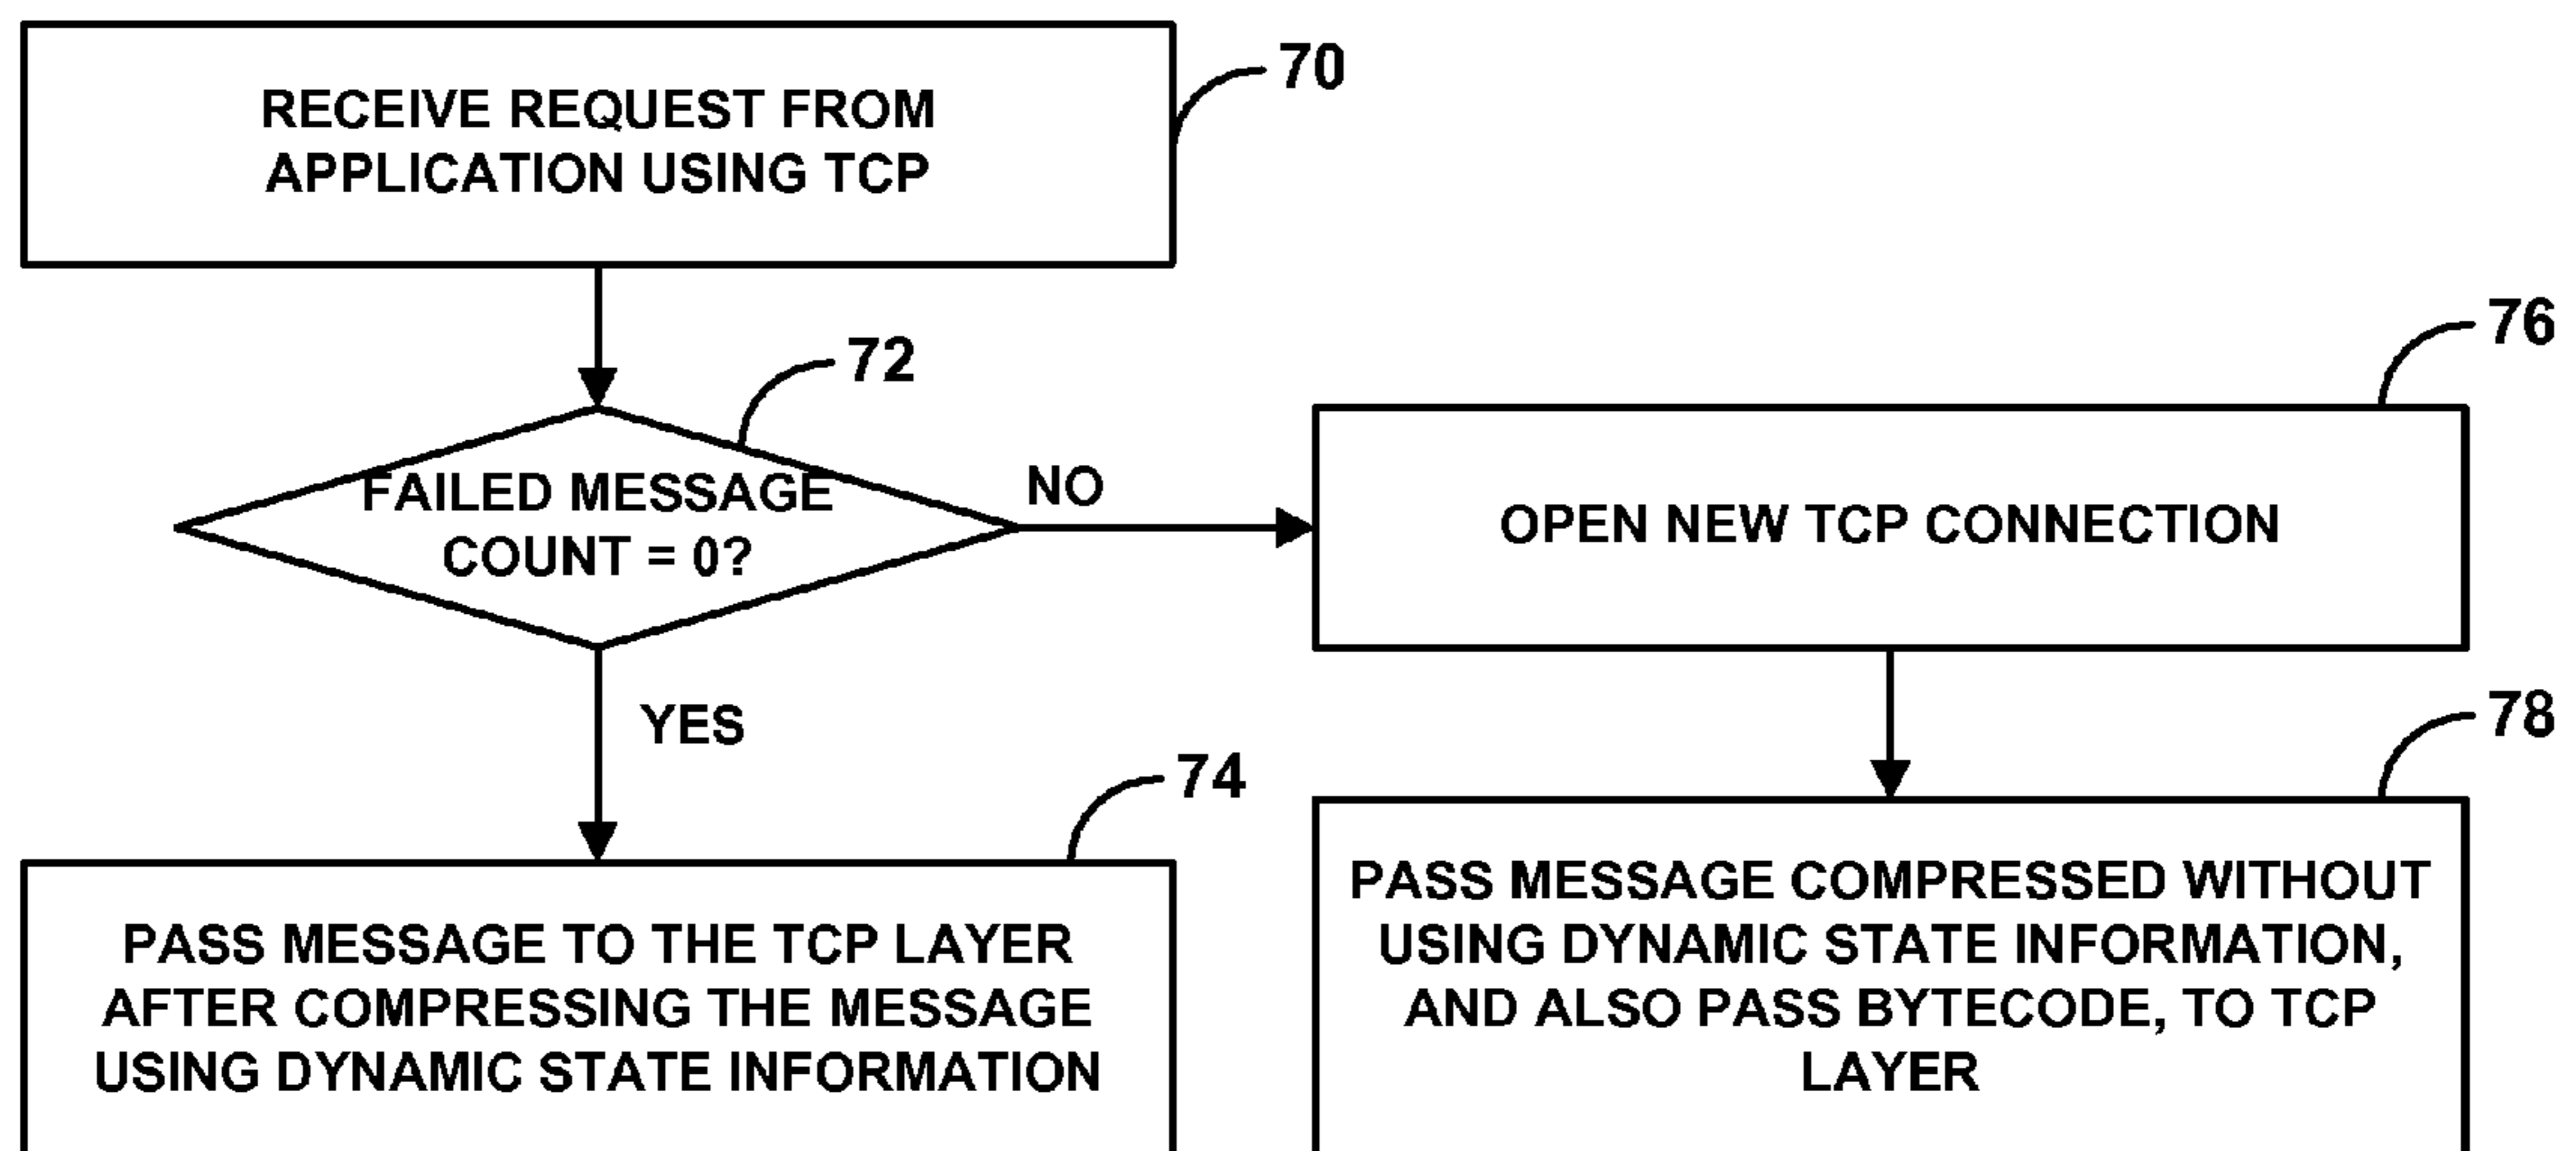 RECEIVE REQUEST FROM
APPLICATION USING TCP
70
72
FAILED MESSAGE
COUNT = 0?
NO
YES
76
OPEN NEW TCP CONNECTION
74
PASS MESSAGE TO THE TCP LAYER
AFTER COMPRESSING THE MESSAGE
USING DYNAMIC STATE INFORMATION
78
PASS MESSAGE COMPRESSED WITHOUT
USING DYNAMIC STATE INFORMATION,
AND ALSO PASS BYTECODE, TO TCP
LAYER